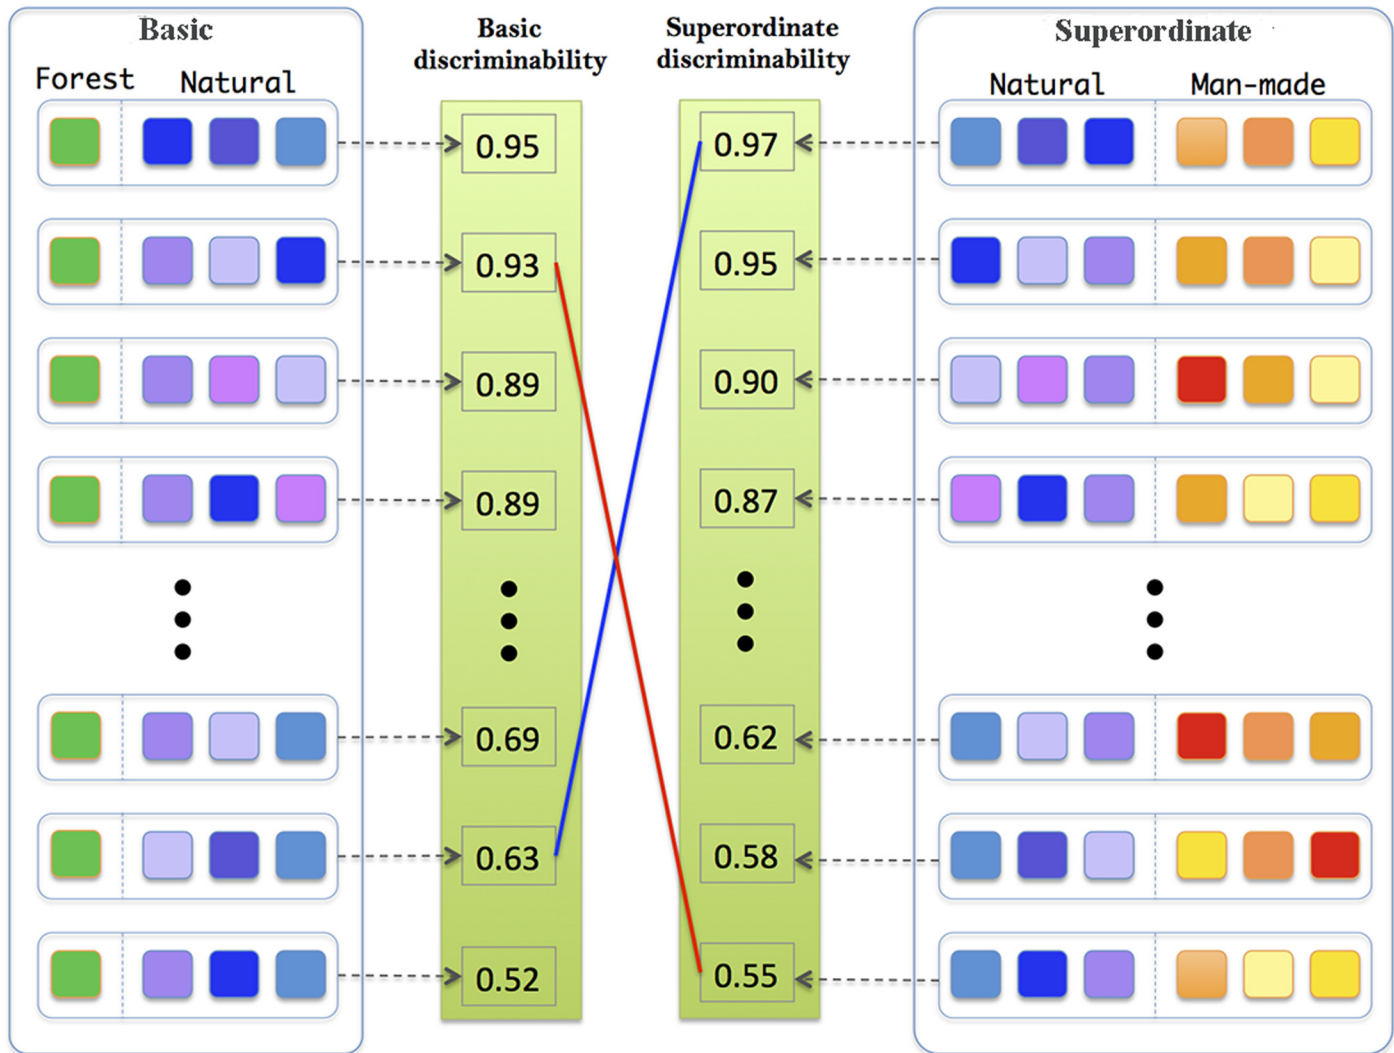 Basic
Basic
discriminability
Superordinate
discriminability
Superordinate
Forest
Natural
Natural
Man-made
0.95
0.97
0.93
0.95
0.89
0.90
0.89
0.87
0.69
0.62
0.63
0.58
0.52
0.55